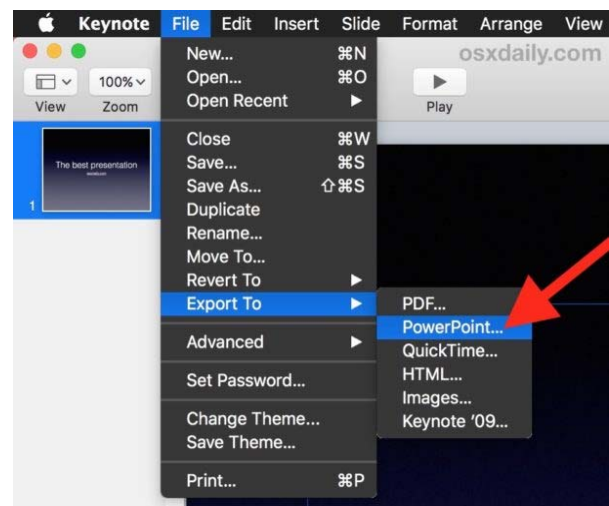 Keynote File Edit Insert Slide Format Arrange View
osxdaily.com
100%
View Zoom Play
New... ⌘N
Open... ⌘O
Open Recent
Close ⌘W
Save... ⌘S
Save As... ⇧⌘S
Duplicate
Rename...
Move To...
Revert To
Export To
Advanced
Set Password...
Change Theme...
Save Theme...
Print... ⌘P
PDF...
PowerPoint...
QuickTime...
HTML...
Images...
Keynote ‘09...
The best presentation
1